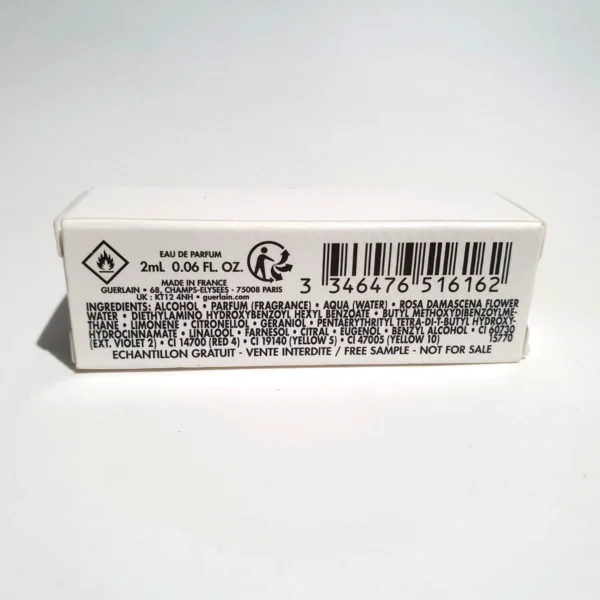 EAU DE PARFUM
2mL 0.06 FL. OZ.
MADE IN FRANCE
GUERLAIN • 68, CHAMPS-ELYSEES - 75008 PARIS
UK : KT12 4NH • guerlain.com
3 346476 516162
INGREDIENTS: ALCOHOL • PARFUM (FRAGRANCE) • AQUA (WATER) • ROSA DAMASCENA FLOWER
WATER • DIETHYLAMINO HYDROXYBENZOYL HEXYL BENZOATE • BUTYL METHOXYDIBENZOYLME-
THANE • LIMONENE • CITRONELLOL • GERANIOL • PENTAERYTHRITYL TETRA-DI-T-BUTYL HYDROXY-
HYDROCINNAMATE • LINALOOL • FARNESOL • CITRAL • EUGENOL • BENZYL ALCOHOL • CI 60730
(EXT. VIOLET 2) • CI 14700 (RED 4) • CI 19140 (YELLOW 5) • CI 47005 (YELLOW 10) 15770
ECHANTILLON GRATUIT - VENTE INTERDITE / FREE SAMPLE - NOT FOR SALE